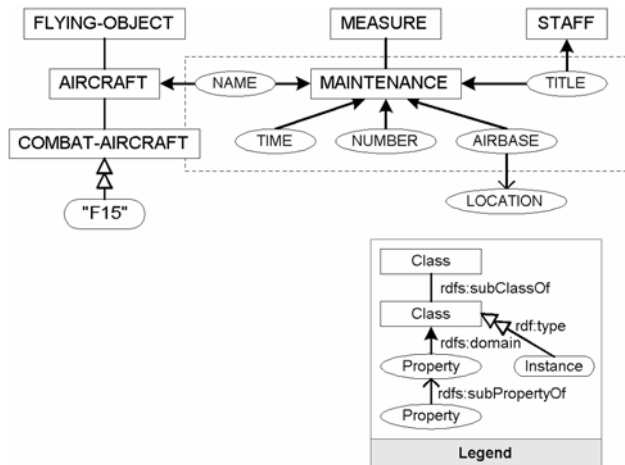 FLYING-OBJECT
MEASURE
STAFF
AIRCRAFT
NAME
MAINTENANCE
TITLE
COMBAT-AIRCRAFT
TIME
NUMBER
AIRBASE
"F15"
LOCATION
Class
rdfs:subClassOf
Class
rdf:type
rdfs:domain
Property
Instance
rdfs:subPropertyOf
Property
Legend